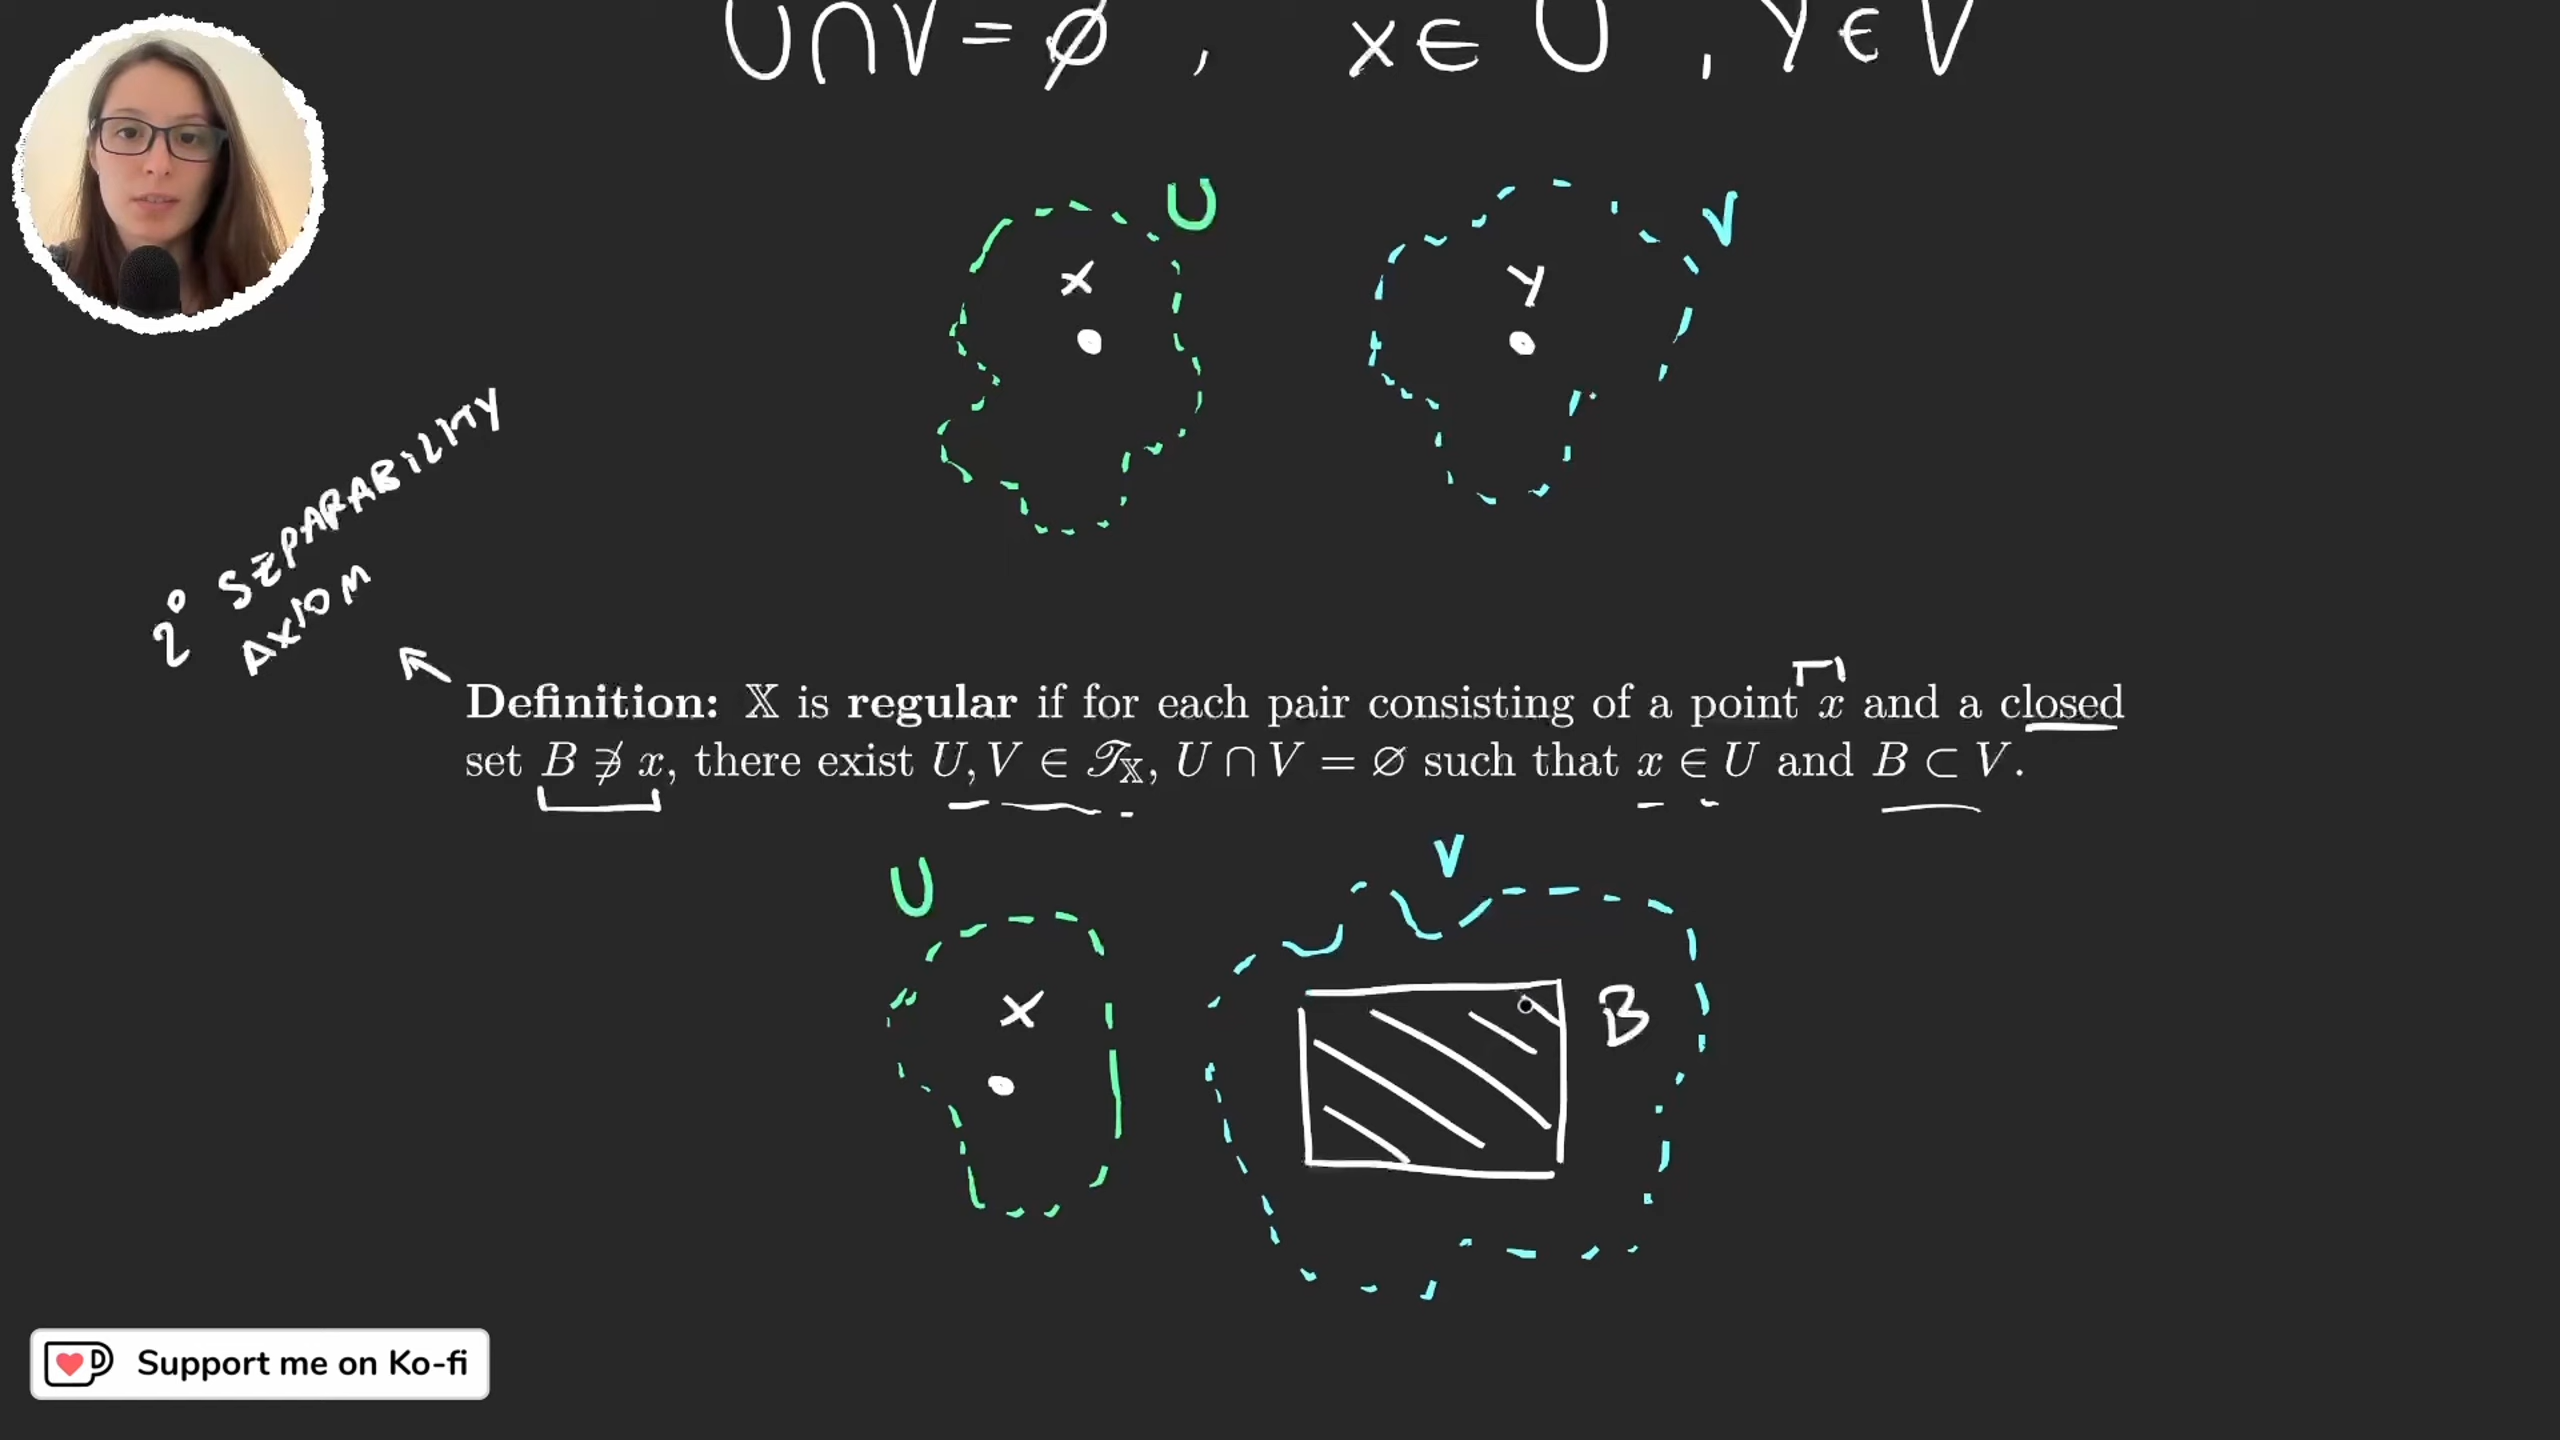 U ∩ V = ∅ , x ∈ U , y ∈ V
U
V
x
y
2° SEPARABILITY
AXIOM
Definition: 𝕏 is regular if for each pair consisting of a point x and a closed
set B ∌ x, there exist U, V ∈ 𝒯_𝕏, U ∩ V = ∅ such that x ∈ U and B ⊂ V.
V
U
x
B
Support me on Ko-fi